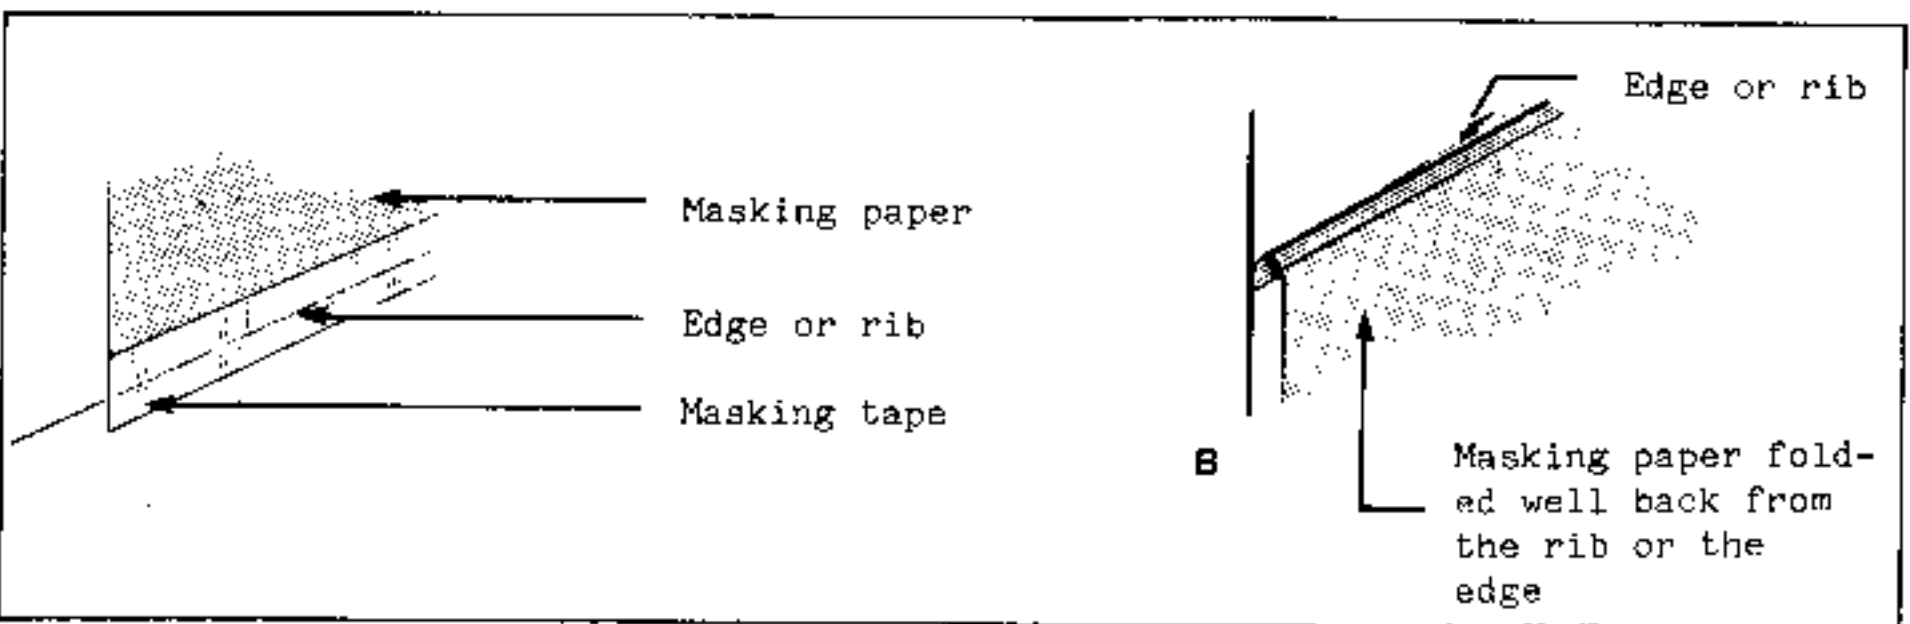 Masking paper
Edge or rib
Masking tape
Edge or rib
B
Masking paper fold-
ed well back from
the rib or the
edge